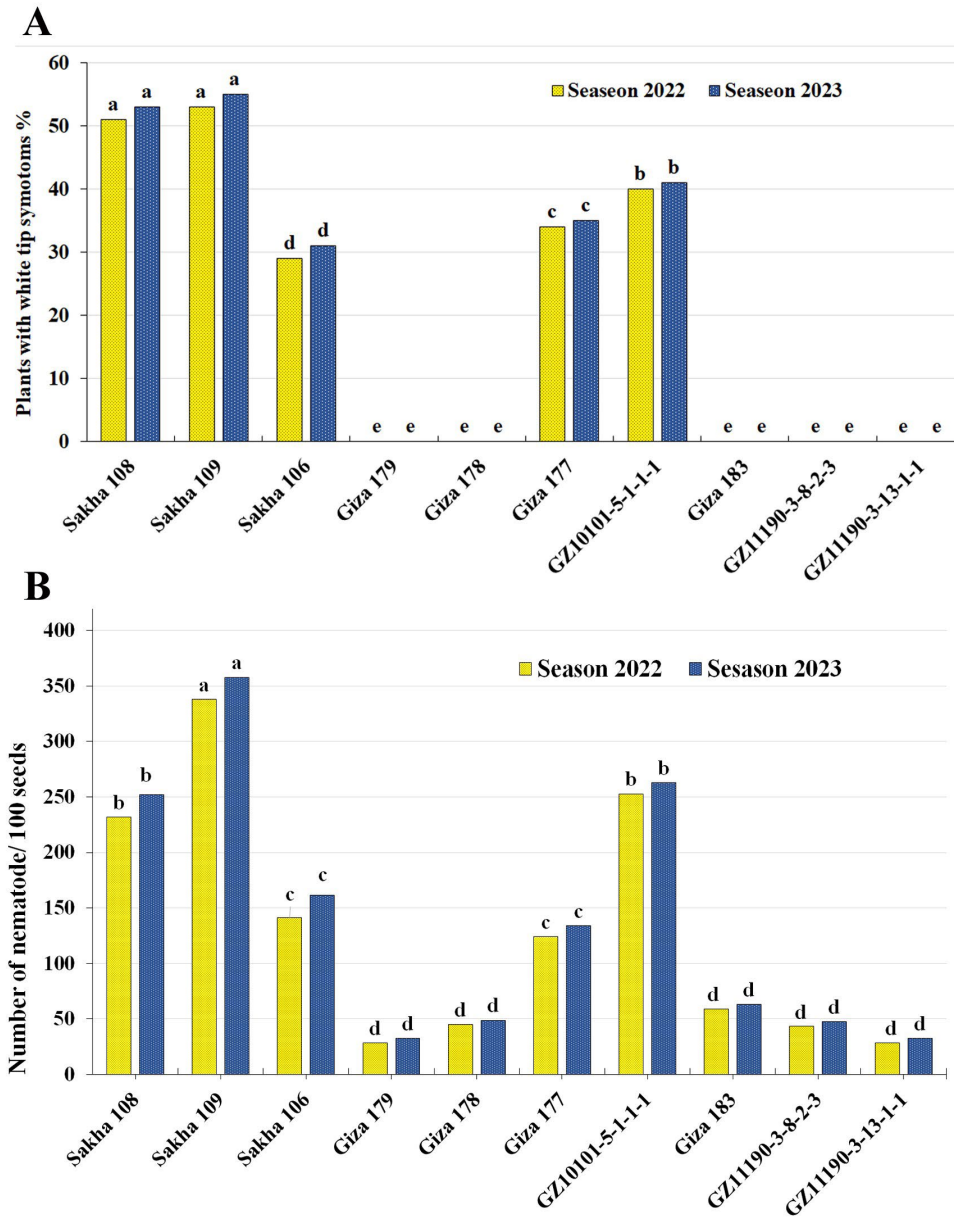 A
60
50
40
30
20
10
0
Plants with white tip symotoms %
Seaseon 2022 Seaseon 2023
a a a a d d e e e e c c b b e e e e e e
Sakha 108
Sakha 109
Sakha 106
Giza 179
Giza 178
Giza 177
GZ10101-5-1-1-1
Giza 183
GZ11190-3-8-2-3
GZ11190-3-13-1-1
B
400
350
300
250
200
150
100
50
0
Number of nematode/ 100 seeds
Season 2022 Sesason 2023
b b a a c c d d d d c c b b d d d d d d
Sakha 108
Sakha 109
Sakha 106
Giza 179
Giza 178
Giza 177
GZ10101-5-1-1-1
Giza 183
GZ11190-3-8-2-3
GZ11190-3-13-1-1